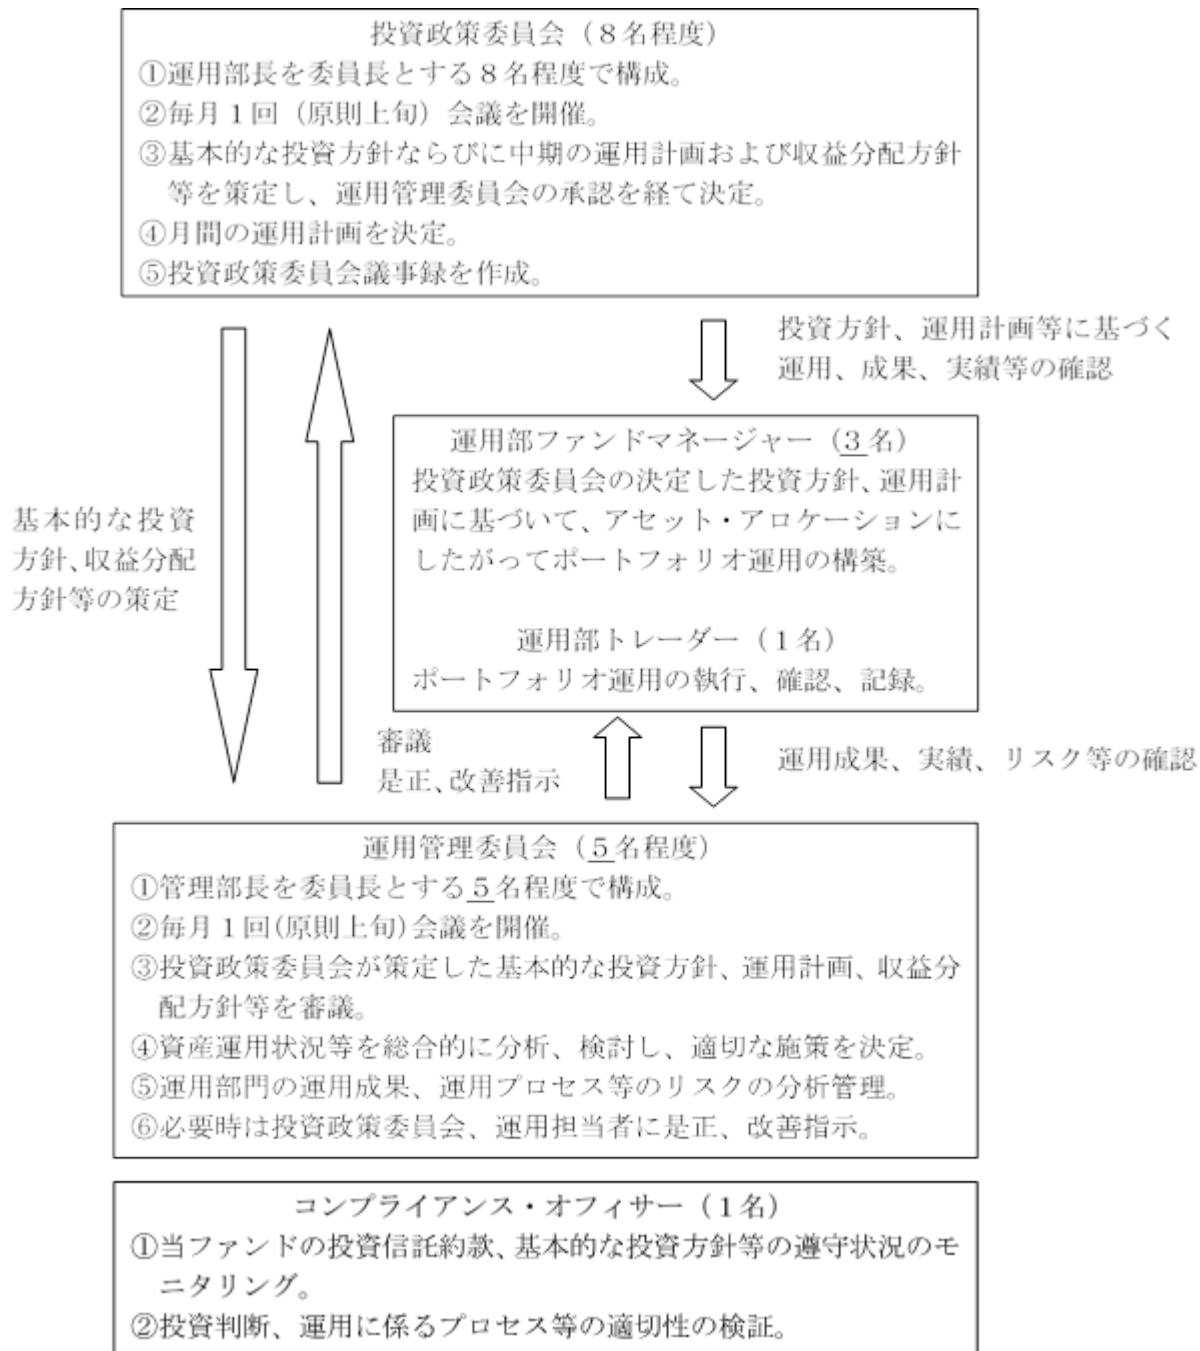 投資政策委員会（８名程度）
①運用部長を委員長とする８名程度で構成。
②毎月１回（原則上旬）会議を開催。
③基本的な投資方針ならびに中期の運用計画および収益分配方針
等を策定し、運用管理委員会の承認を経て決定。
④月間の運用計画を決定。
⑤投資政策委員会議事録を作成。
投資方針、運用計画等に基づく
運用、成果、実績等の確認
運用部ファンドマネージャー（３名）
投資政策委員会の決定した投資方針、運用計
画に基づいて、アセット・アロケーションに
したがってポートフォリオ運用の構築。
運用部トレーダー（１名）
ポートフォリオ運用の執行、確認、記録。
基本的な投資
方針、収益分配
方針等の策定
審議
是正、改善指示
運用成果、実績、リスク等の確認
運用管理委員会（５名程度）
①管理部長を委員長とする５名程度で構成。
②毎月１回(原則上旬)会議を開催。
③投資政策委員会が策定した基本的な投資方針、運用計画、収益分
配方針等を審議。
④資産運用状況等を総合的に分析、検討し、適切な施策を決定。
⑤運用部門の運用成果、運用プロセス等のリスクの分析管理。
⑥必要時は投資政策委員会、運用担当者に是正、改善指示。
コンプライアンス・オフィサー（１名）
①当ファンドの投資信託約款、基本的な投資方針等の遵守状況のモ
ニタリング。
②投資判断、運用に係るプロセス等の適切性の検証。